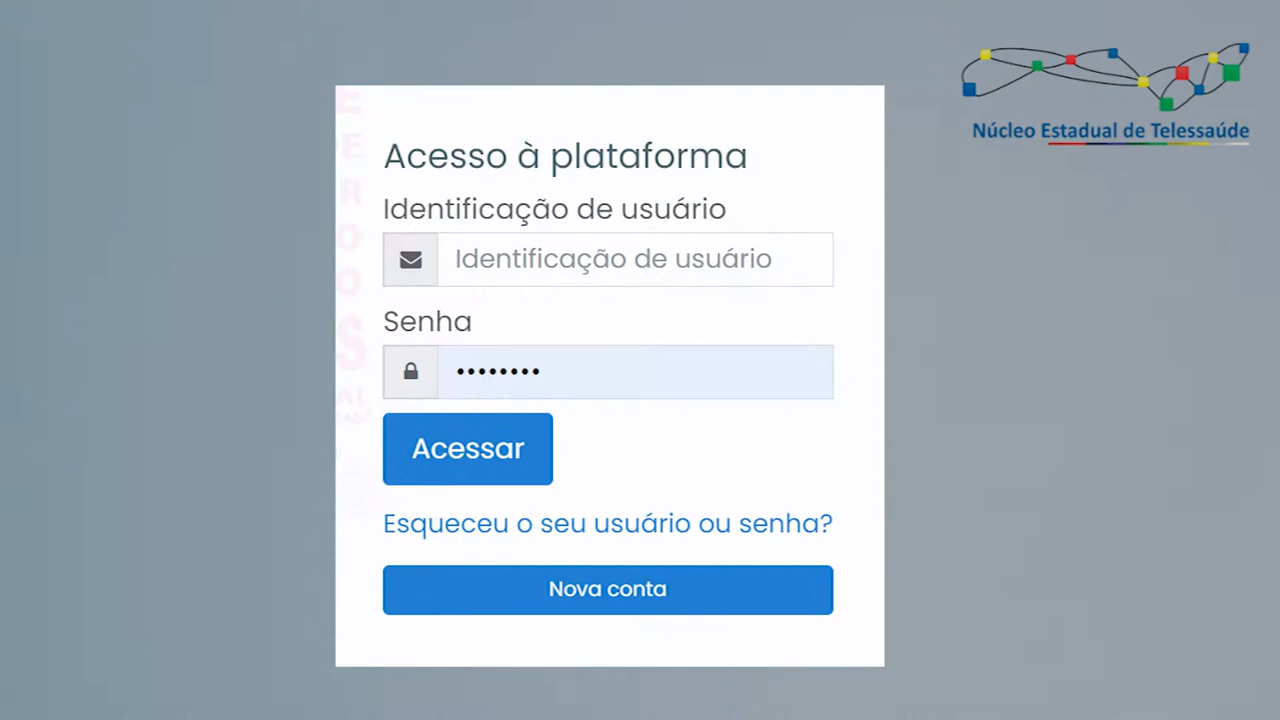 Núcleo Estadual de Telessaúde
Acesso à plataforma
Identificação de usuário
Identificação de usuário
Senha
••••••••
Acessar
Esqueceu o seu usuário ou senha?
Nova conta